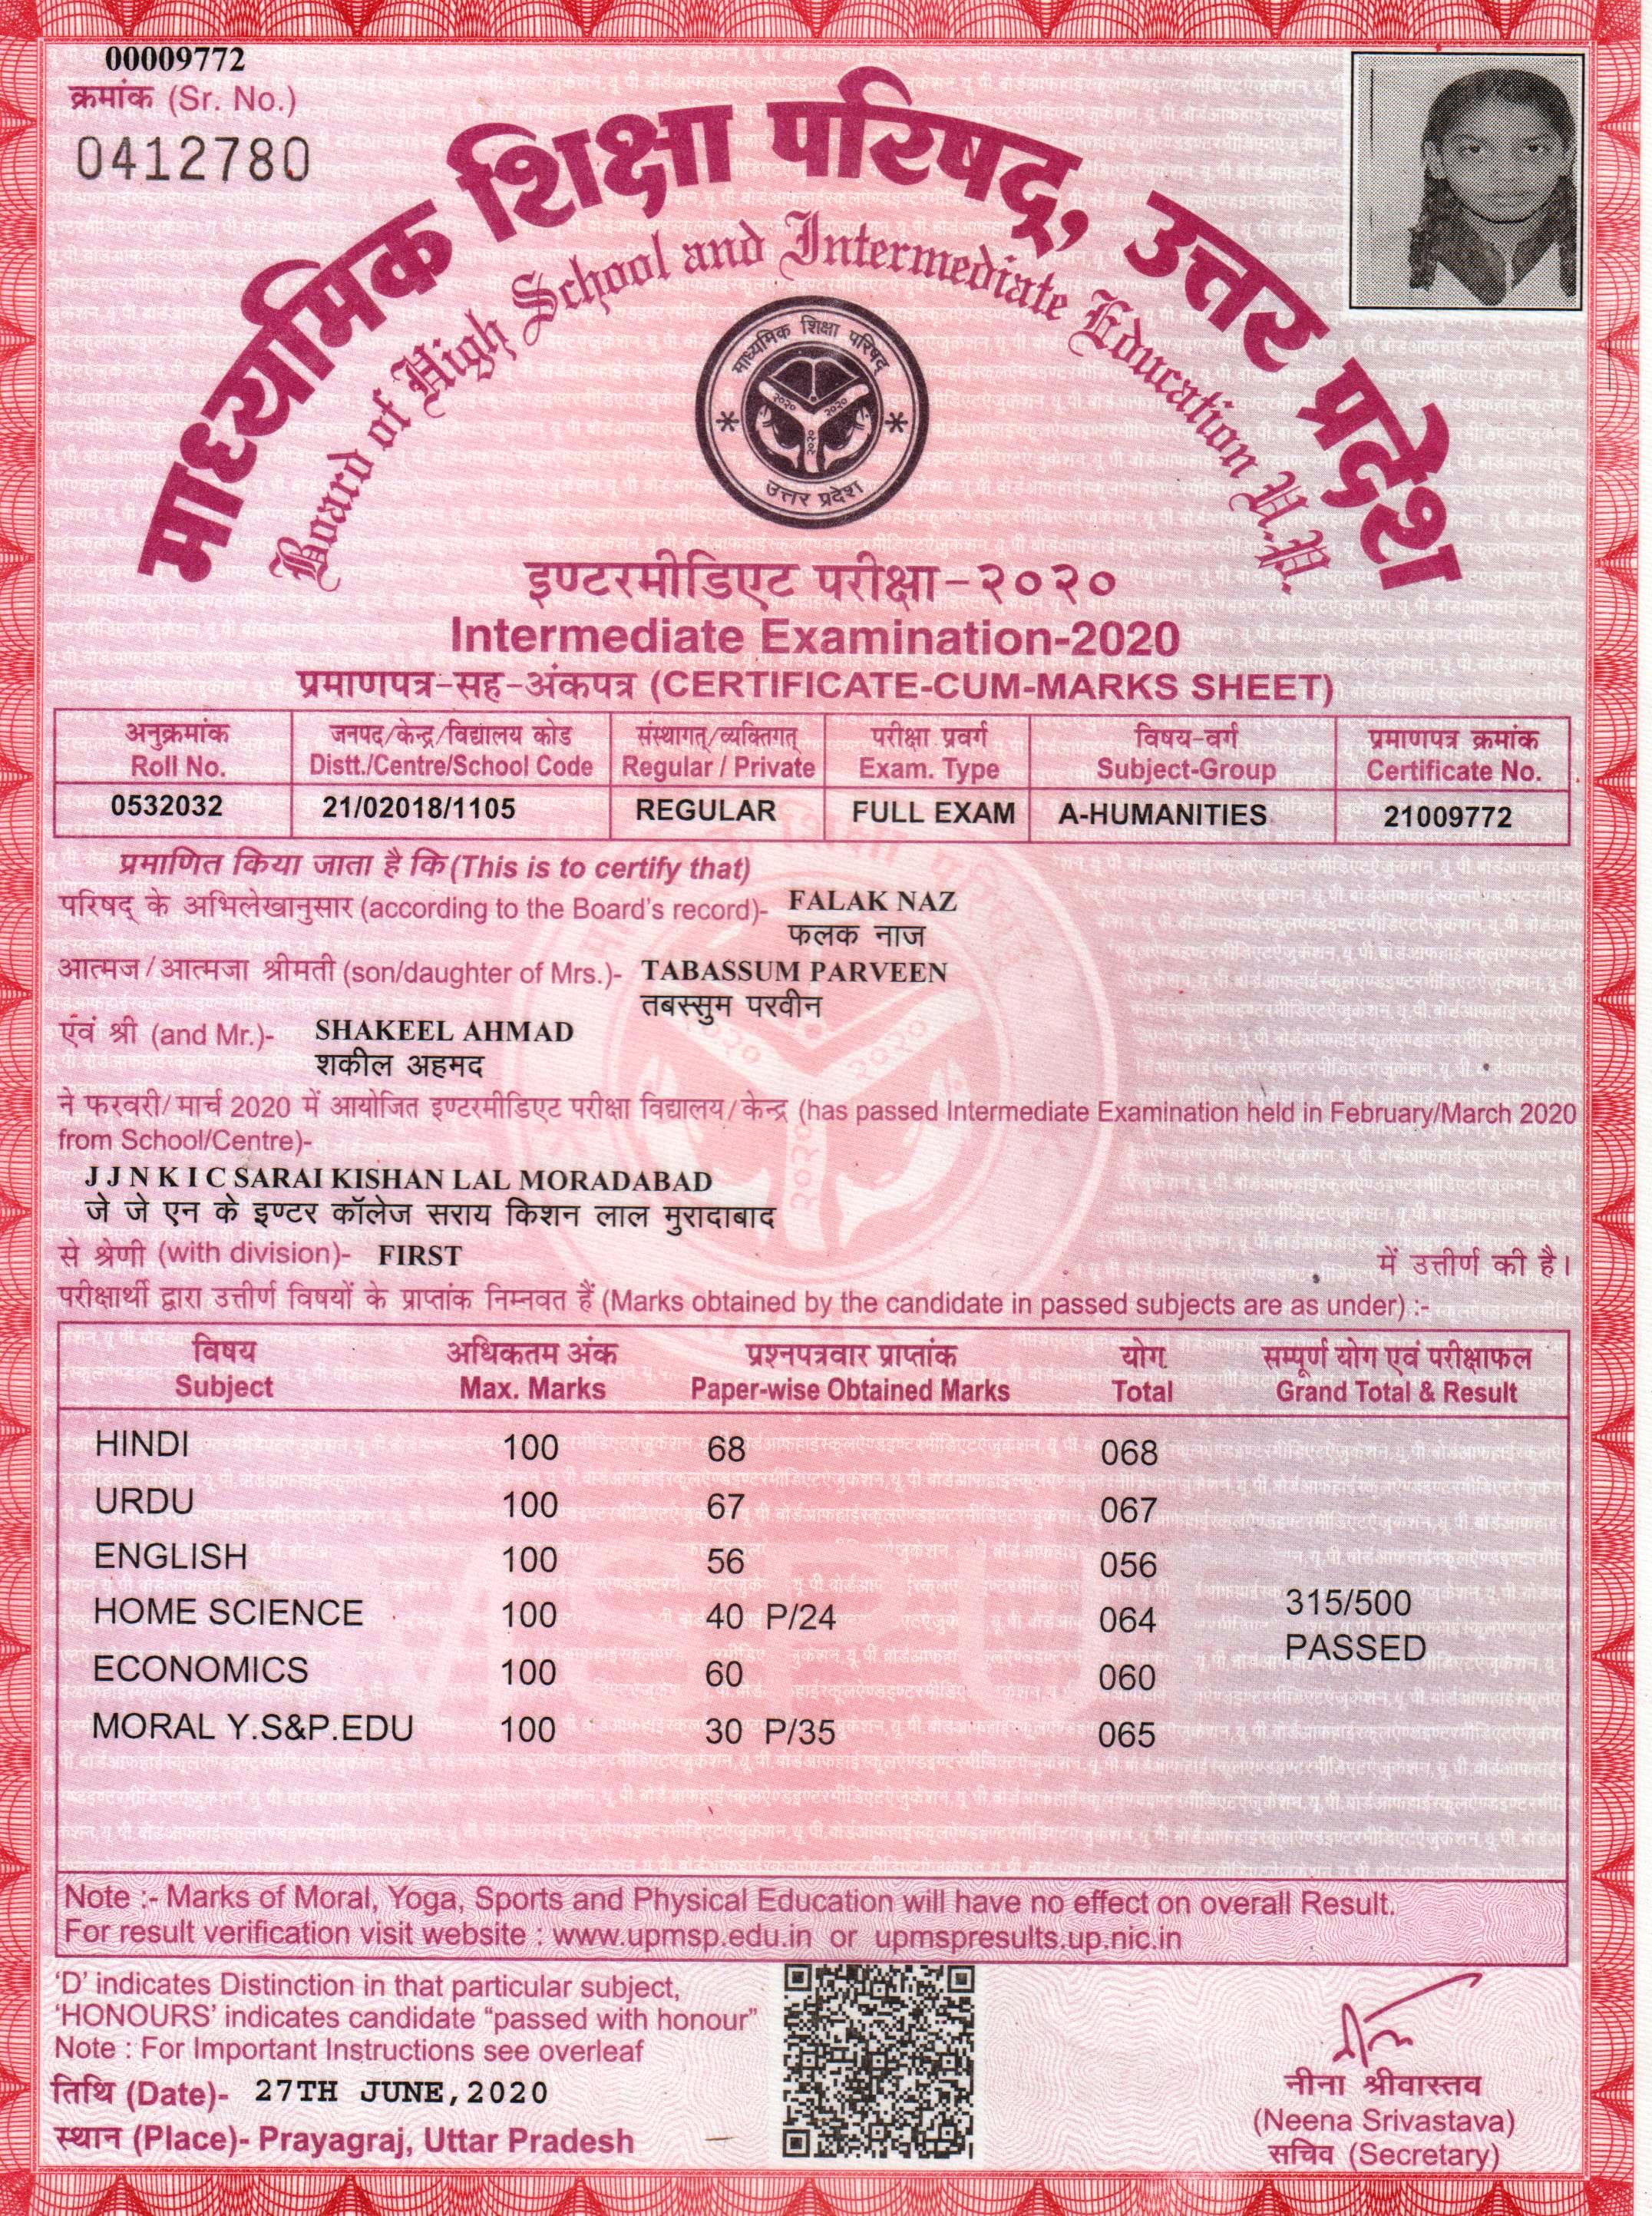 00009772
क्रमांक (Sr. No.)
0412780
माध्यमिक शिक्षा परिषद्, उत्तर प्रदेश
Board of High School and Intermediate Education U.P.
माध्यमिक शिक्षा परिषद्
२०२० २०२०
२०२०
उत्तर प्रदेश
इण्टरमीडिएट परीक्षा-२०२०
Intermediate Examination-2020
प्रमाणपत्र-सह-अंकपत्र (CERTIFICATE-CUM-MARKS SHEET)
अनुक्रमांक जनपद/केन्द्र/विद्यालय कोड संस्थागत्/व्यक्तिगत् परीक्षा प्रवर्ग विषय-वर्ग प्रमाणपत्र क्रमांक
Roll No. Distt./Centre/School Code Regular / Private Exam. Type Subject-Group Certificate No.
0532032 21/02018/1105 REGULAR FULL EXAM A-HUMANITIES 21009772
प्रमाणित किया जाता है कि (This is to certify that)
परिषद् के अभिलेखानुसार (according to the Board's record)- FALAK NAZ
फलक नाज
आत्मज/आत्मजा श्रीमती (son/daughter of Mrs.)- TABASSUM PARVEEN
तबस्सुम परवीन
एवं श्री (and Mr.)- SHAKEEL AHMAD
शकील अहमद
ने फरवरी/मार्च 2020 में आयोजित इण्टरमीडिएट परीक्षा विद्यालय/केन्द्र (has passed Intermediate Examination held in February/March 2020
from School/Centre)-
J J N K I C SARAI KISHAN LAL MORADABAD
जे जे एन के इण्टर कॉलेज सराय किशन लाल मुरादाबाद
से श्रेणी (with division)- FIRST में उत्तीर्ण की है।
परीक्षार्थी द्वारा उत्तीर्ण विषयों के प्राप्तांक निम्नवत हैं (Marks obtained by the candidate in passed subjects are as under) :-
विषय अधिकतम अंक प्रश्नपत्रवार प्राप्तांक योग सम्पूर्ण योग एवं परीक्षाफल
Subject Max. Marks Paper-wise Obtained Marks Total Grand Total & Result
HINDI 100 68 068
URDU 100 67 067
ENGLISH 100 56 056
HOME SCIENCE 100 40 P/24 064 315/500
PASSED
ECONOMICS 100 60 060
MORAL Y.S&P.EDU 100 30 P/35 065
Note :- Marks of Moral, Yoga, Sports and Physical Education will have no effect on overall Result.
For result verification visit website : www.upmsp.edu.in or upmspresults.up.nic.in
'D' indicates Distinction in that particular subject,
'HONOURS' indicates candidate "passed with honour"
Note : For Important Instructions see overleaf
तिथि (Date)- 27TH JUNE,2020
स्थान (Place)- Prayagraj, Uttar Pradesh
नीना श्रीवास्तव
(Neena Srivastava)
सचिव (Secretary)